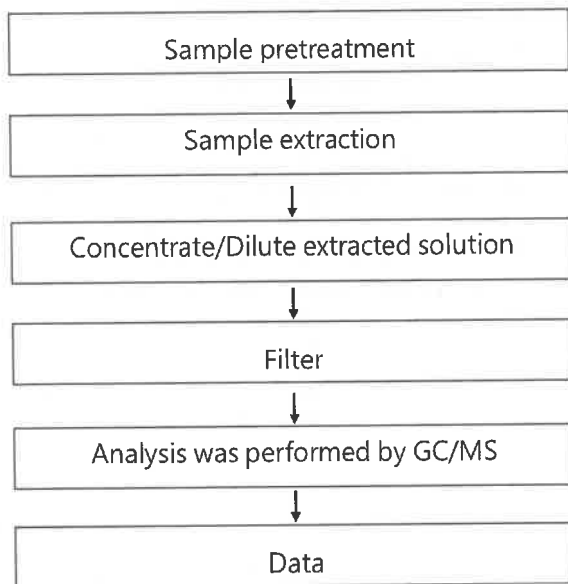 Sample pretreatment
Sample extraction
Concentrate/Dilute extracted solution
Filter
Analysis was performed by GC/MS
Data